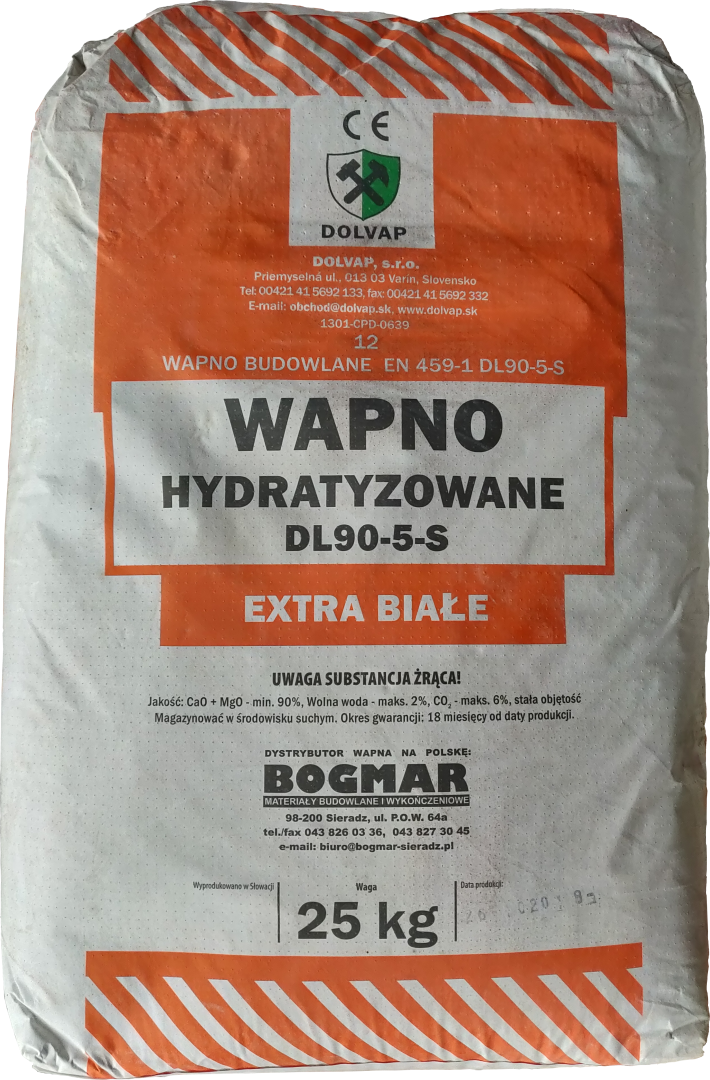 CE
DOLVAP
DOLVAP, s.r.o.
Priemyselná ul., 013 03 Varín, Slovensko
Tel: 00421 41 5692 133, fax: 00421 41 5692 332
E-mail: obchod@dolvap.sk, www.dolvap.sk
1301-CPD-0639
12
WAPNO BUDOWLANE EN 459-1 DL90-5-S
WAPNO
HYDRATYZOWANE
DL90-5-S
EXTRA BIAŁE
UWAGA SUBSTANCJA ŻRĄCA!
Jakość: CaO + MgO - min. 90%, Wolna woda - maks. 2%, CO₂ - maks. 6%, stała objętość
Magazynować w środowisku suchym. Okres gwarancji: 18 miesięcy od daty produkcji.
DYSTRYBUTOR WAPNA NA POLSKĘ:
BOGMAR
MATERIAŁY BUDOWLANE I WYKOŃCZENIOWE
98-200 Sieradz, ul. P.O.W. 64a
tel./fax 043 826 03 36, 043 827 30 45
e-mail: biuro@bogmar-sieradz.pl
Wyprodukowano w Słowacji
Waga
25 kg
Data produkcji: